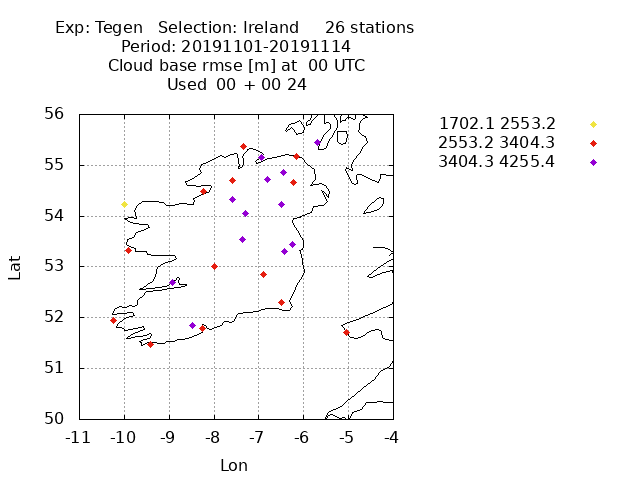 Exp: Tegen   Selection: Ireland     26 stations
Period: 20191101-20191114
Cloud base rmse [m] at  00 UTC
Used  00 + 00 24
1702.1 2553.2
2553.2 3404.3
3404.3 4255.4
56
55
54
53
52
51
50
Lat
-11 -10 -9 -8 -7 -6 -5 -4
Lon